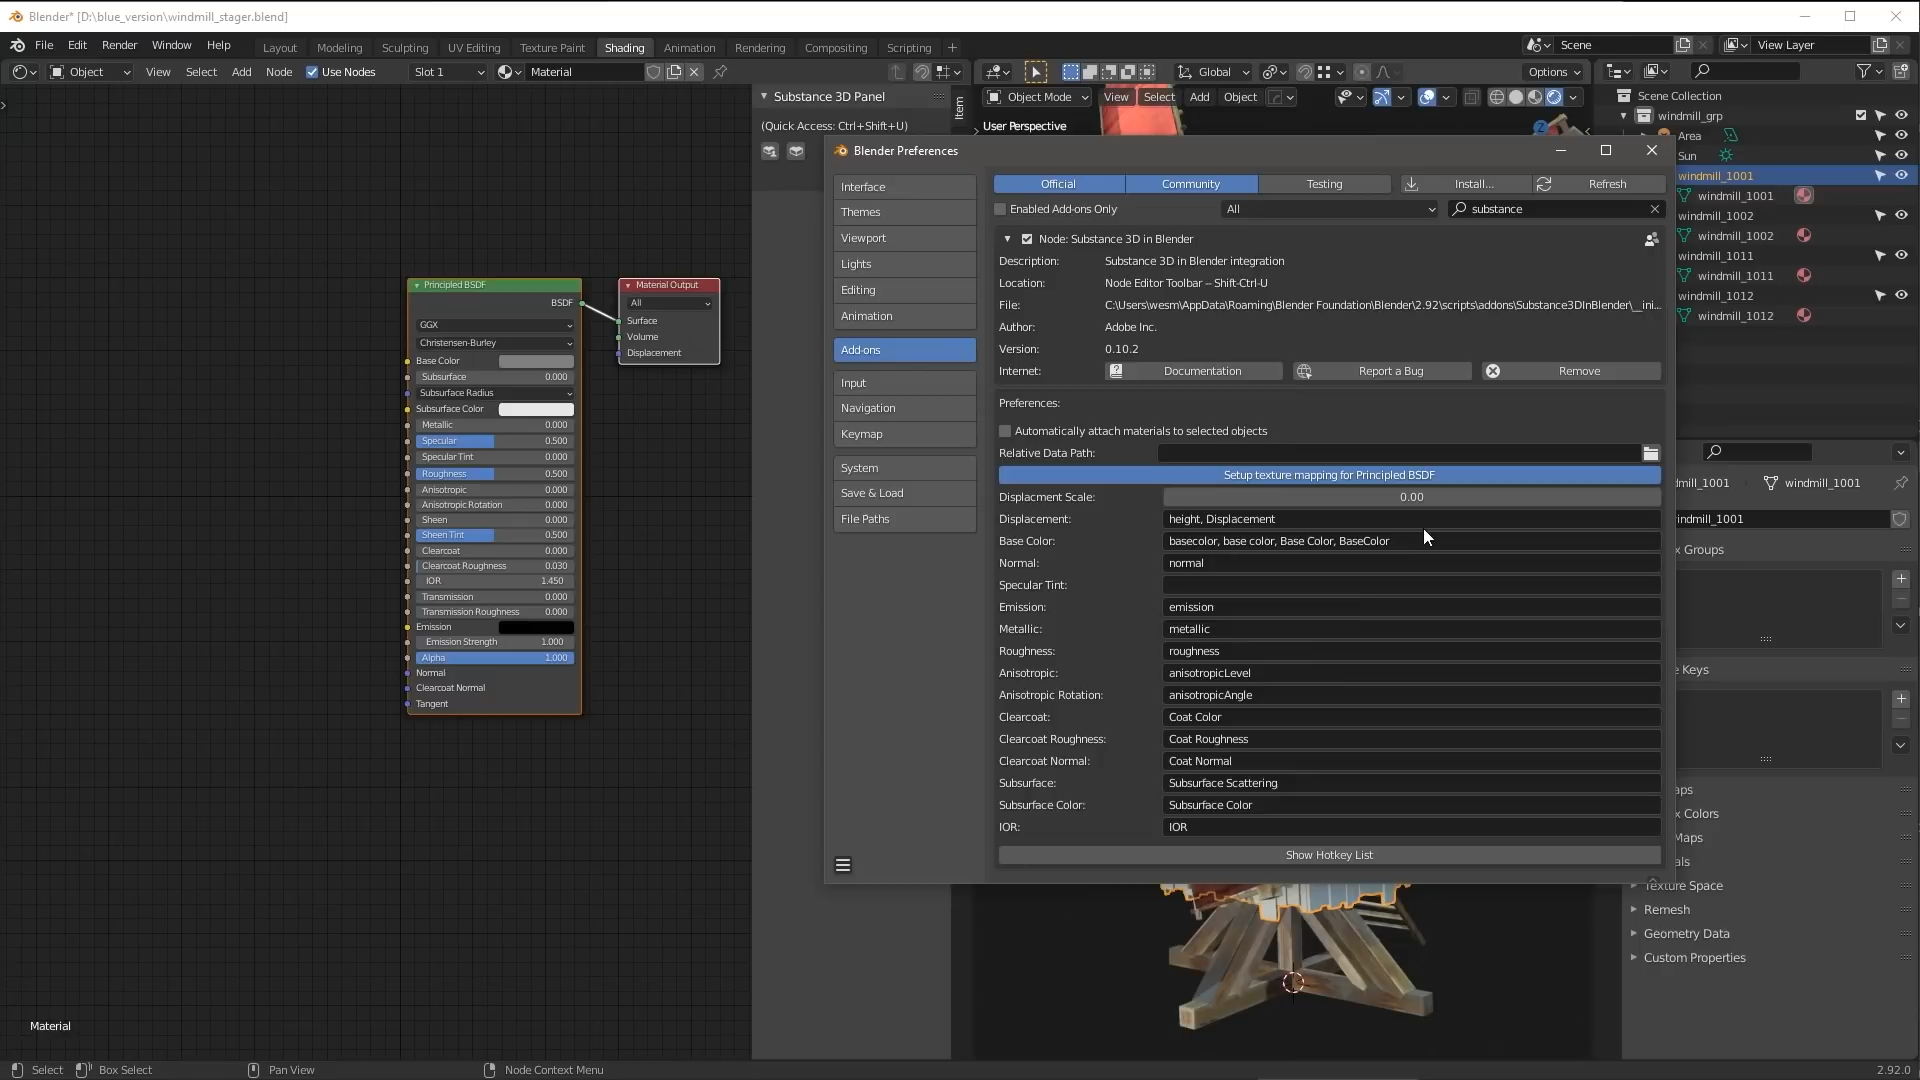 Blender* [D:\blue_version\windmill_stager.blend]
File Edit Render Window Help Layout Modeling Sculpting UV Editing Texture Paint Shading Animation Rendering Compositing Scripting + Scene View Layer
Object View Select Add Node Use Nodes Slot 1 Material Global Options
Substance 3D Panel
(Quick Access: Ctrl+Shift+U)
Item
Object Mode View Select Add Object
User Perspective
Scene Collection
windmill_grp
Area
Sun
windmill_1001
windmill_1001
windmill_1002
windmill_1002
windmill_1011
windmill_1011
windmill_1012
windmill_1012
Principled BSDF
BSDF
GGX
Christensen-Burley
Base Color
Subsurface 0.000
Subsurface Radius
Subsurface Color
Metallic 0.000
Specular 0.500
Specular Tint 0.000
Roughness 0.500
Anisotropic 0.000
Anisotropic Rotation 0.000
Sheen 0.000
Sheen Tint 0.500
Clearcoat 0.000
Clearcoat Roughness 0.030
IOR 1.450
Transmission 0.000
Transmission Roughness 0.000
Emission
Emission Strength 1.000
Alpha 1.000
Normal
Clearcoat Normal
Tangent
Material Output
All
Surface
Volume
Displacement
Blender Preferences
Interface
Themes
Viewport
Lights
Editing
Animation
Add-ons
Input
Navigation
Keymap
System
Save & Load
File Paths
Official Community Testing Install... Refresh
Enabled Add-ons Only All substance
Node: Substance 3D in Blender
Description: Substance 3D in Blender integration
Location: Node Editor Toolbar -- Shift-Ctrl-U
File: C:\Users\wesm\AppData\Roaming\Blender Foundation\Blender\2.92\scripts\addons\Substance3DInBlender\__ini...
Author: Adobe Inc.
Version: 0.10.2
Internet: Documentation Report a Bug Remove
Preferences:
Automatically attach materials to selected objects
Relative Data Path:
Setup texture mapping for Principled BSDF
Displacment Scale: 0.00
Displacement: height, Displacement
Base Color: basecolor, base color, Base Color, BaseColor
Normal: normal
Specular Tint:
Emission: emission
Metallic: metallic
Roughness: roughness
Anisotropic: anisotropicLevel
Anisotropic Rotation: anisotropicAngle
Clearcoat: Coat Color
Clearcoat Roughness: Coat Roughness
Clearcoat Normal: Coat Normal
Subsurface: Subsurface Scattering
Subsurface Color: Subsurface Color
IOR: IOR
Show Hotkey List
mill_1001 windmill_1001
indmill_1001
x Groups
e Keys
aps
x Colors
Maps
als
Texture Space
Remesh
Geometry Data
Custom Properties
Material
Select Box Select Pan View Node Context Menu 2.92.0